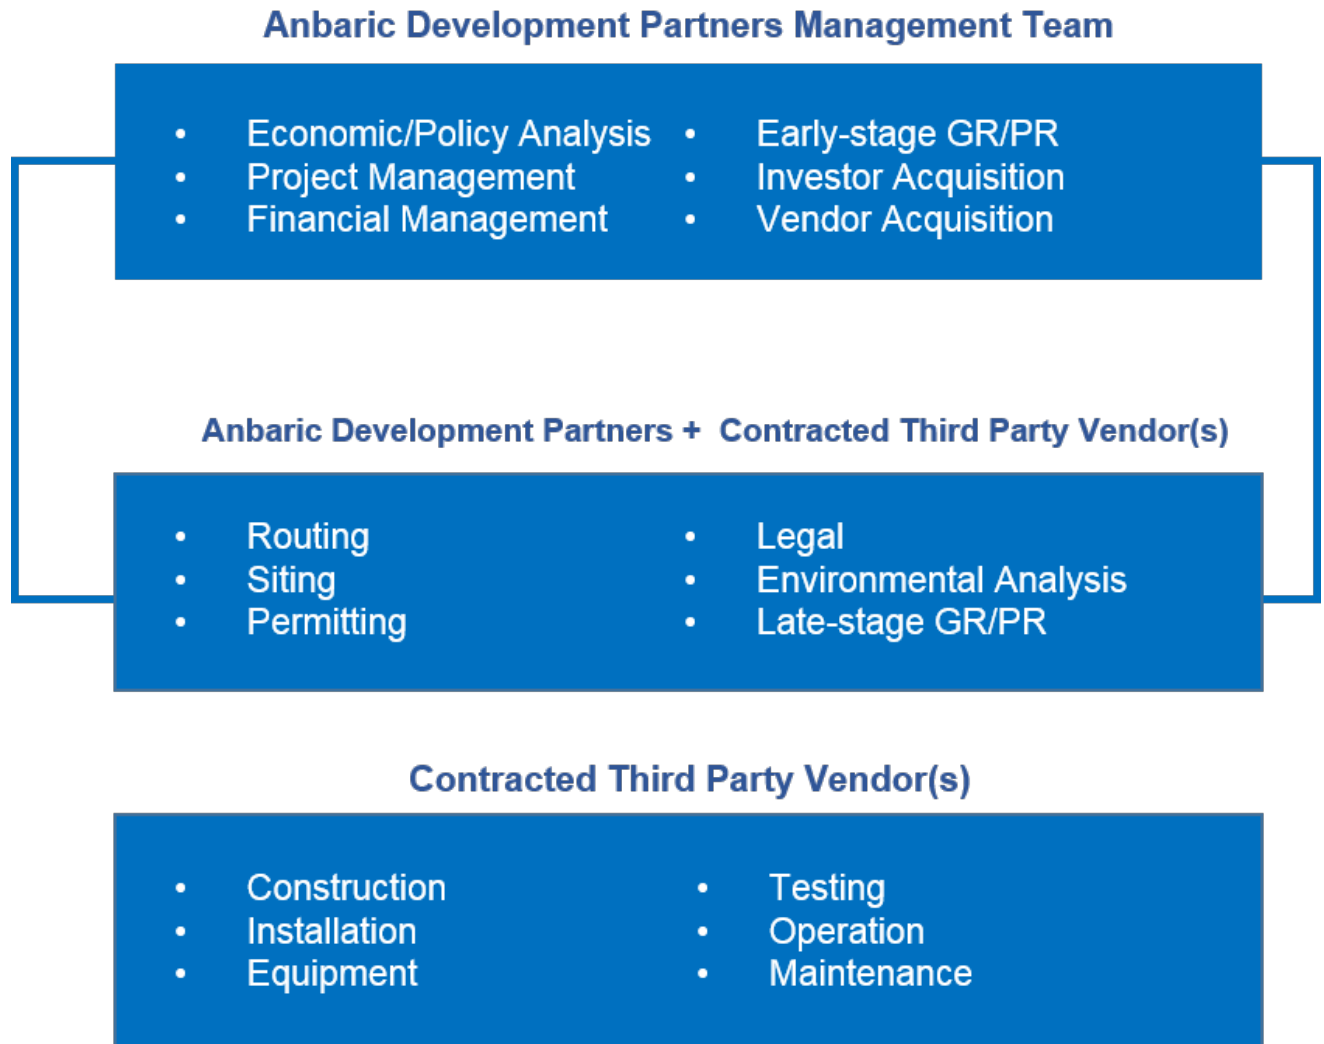 Anbaric Development Partners Management Team
• Economic/Policy Analysis
• Project Management
• Financial Management
• Early-stage GR/PR
• Investor Acquisition
• Vendor Acquisition
Anbaric Development Partners + Contracted Third Party Vendor(s)
• Routing
• Siting
• Permitting
• Legal
• Environmental Analysis
• Late-stage GR/PR
Contracted Third Party Vendor(s)
• Construction
• Installation
• Equipment
• Testing
• Operation
• Maintenance